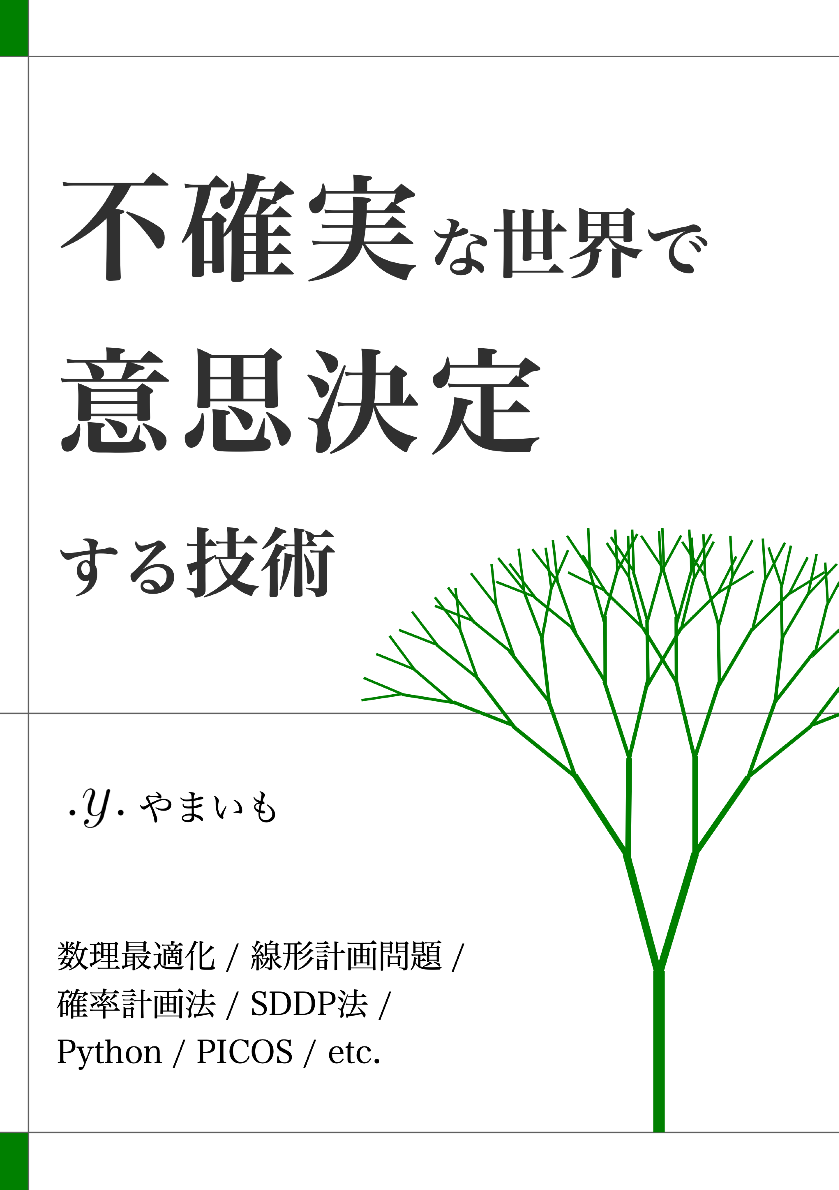 不確実な世界で
意思決定
する技術
.y. やまいも
数理最適化 / 線形計画問題 /
確率計画法 / SDDP法 /
Python / PICOS / etc.